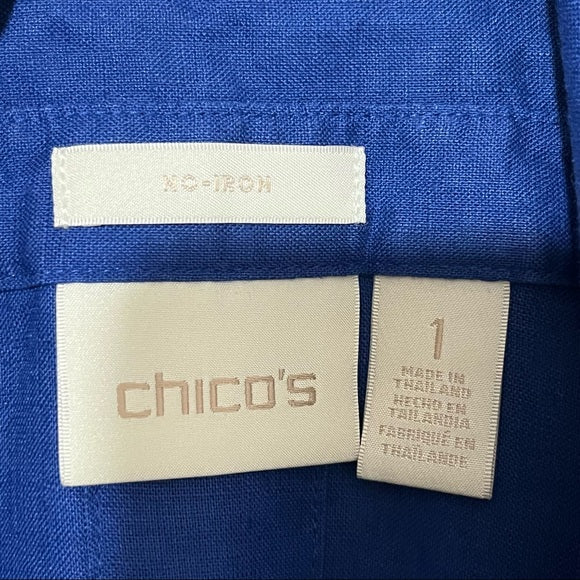 NO-IRON
chico's
1
MADE IN
THAILAND
HECHO EN
TAILANDIA
FABRIQUÉ EN
THAÏLANDE